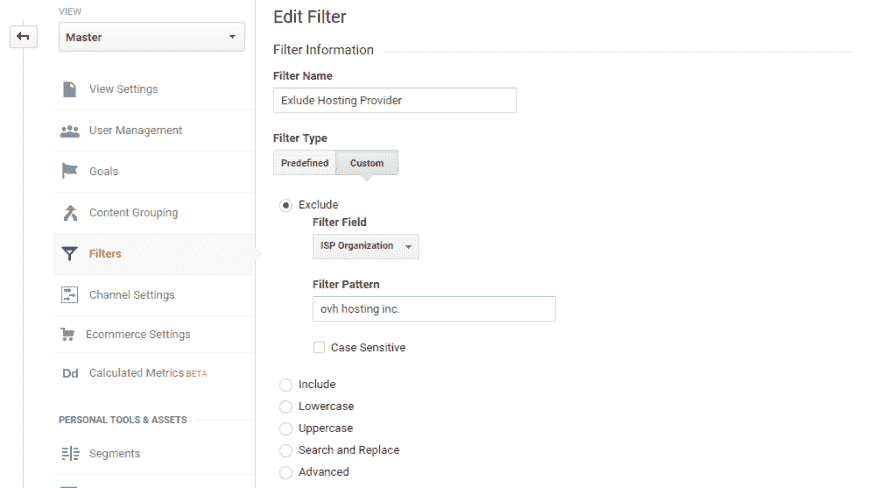 VIEW
Master
View Settings
User Management
Goals
Content Grouping
Filters
Channel Settings
Ecommerce Settings
Dd Calculated Metrics BETA
PERSONAL TOOLS & ASSETS
Segments
Edit Filter
Filter Information
Filter Name
Exlude Hosting Provider
Filter Type
Predefined Custom
Exclude
Filter Field
ISP Organization
Filter Pattern
ovh hosting inc.
Case Sensitive
Include
Lowercase
Uppercase
Search and Replace
Advanced